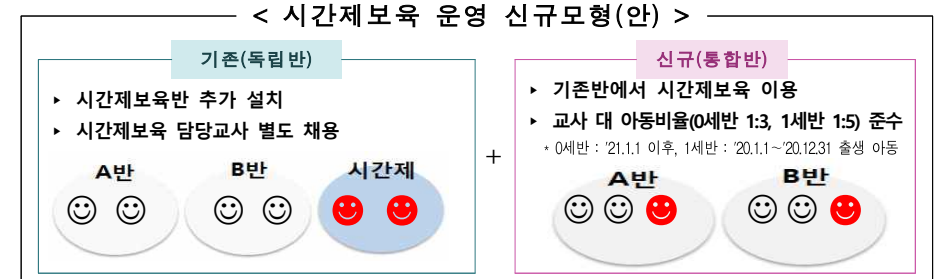 < 시간제보육 운영 신규모형(안) >
기존(독립반)
▸ 시간제보육반 추가 설치
▸ 시간제보육 담당교사 별도 채용
A반 B반 시간제
+
신규(통합반)
▸ 기존반에서 시간제보육 이용
▸ 교사 대 아동비율(0세반 1:3, 1세반 1:5) 준수
* 0세반 : ’21.1.1 이후, 1세반 : ’20.1.1~’20.12.31 출생 아동
A반 B반